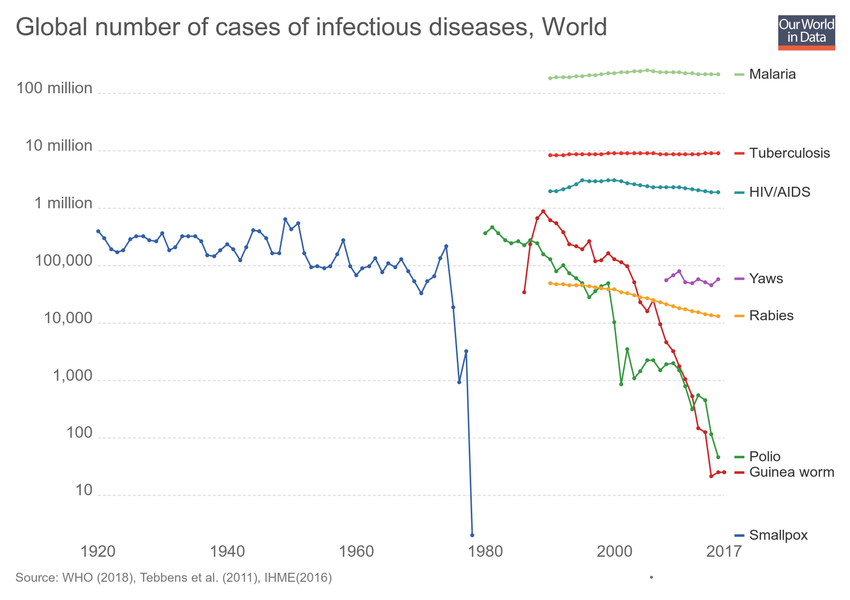 Global number of cases of infectious diseases, World
Our World
in Data
Malaria
100 million
10 million
Tuberculosis
HIV/AIDS
1 million
100,000
Yaws
Rabies
10,000
1,000
100
Polio
Guinea worm
10
Smallpox
1920
1940
1960
1980
2000
2017
Source: WHO (2018), Tebbens et al. (2011), IHME(2016)